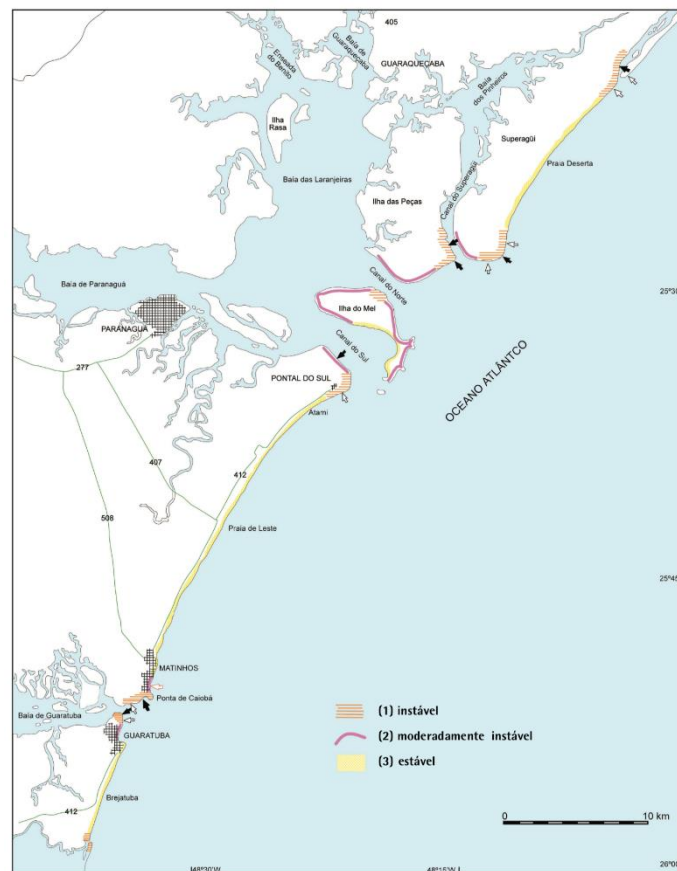 405
Baía de
Guaraqueçaba
Enseada
do Benito
GUARAQUEÇABA
Baía
dos Pinheiros
Ilha
Rasa
Superagüi
Praia Deserta
Baía das Laranjeiras
Ilha das Peças
Canal do Superagüi
Baía de Paranaguá
Canal do Norte
25°30
Ilha do Mel
PARANAGUÁ
Canal do Sul
OCEANO ATLÂNTCO
277
PONTAL DO SUL
Atami
407
412
508
Praia de Leste
25°45
MATINHOS
Ponta de Caiobá
Baía de Guaratuba
GUARATUBA
(1) instável
(2) moderadamente instável
(3) estável
412
Brejatuba
0 10 km
48°30'W
48°15'W
26°00